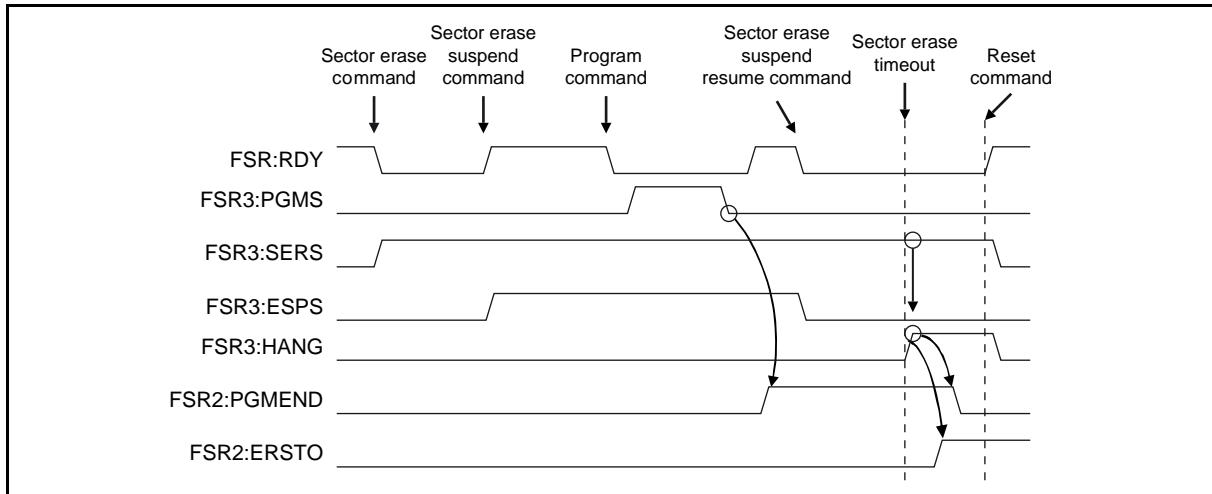 Sector erase
command
Sector erase
suspend
command
Program
command
Sector erase
suspend
resume command
Sector erase
timeout
Reset
command
FSR:RDY
FSR3:PGMS
FSR3:SERS
FSR3:ESPS
FSR3:HANG
FSR2:PGMEND
FSR2:ERSTO